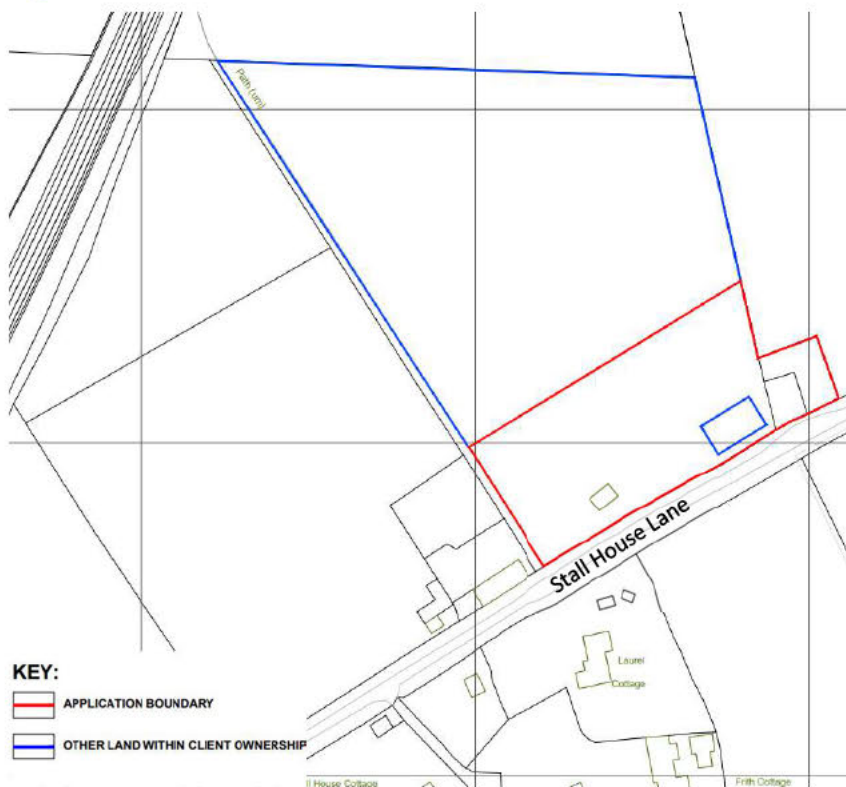 Path (um)
Stall House Lane
Laurel
Cottage
KEY:
APPLICATION BOUNDARY
OTHER LAND WITHIN CLIENT OWNERSHIP
ll House Cottage
Frith Cottage